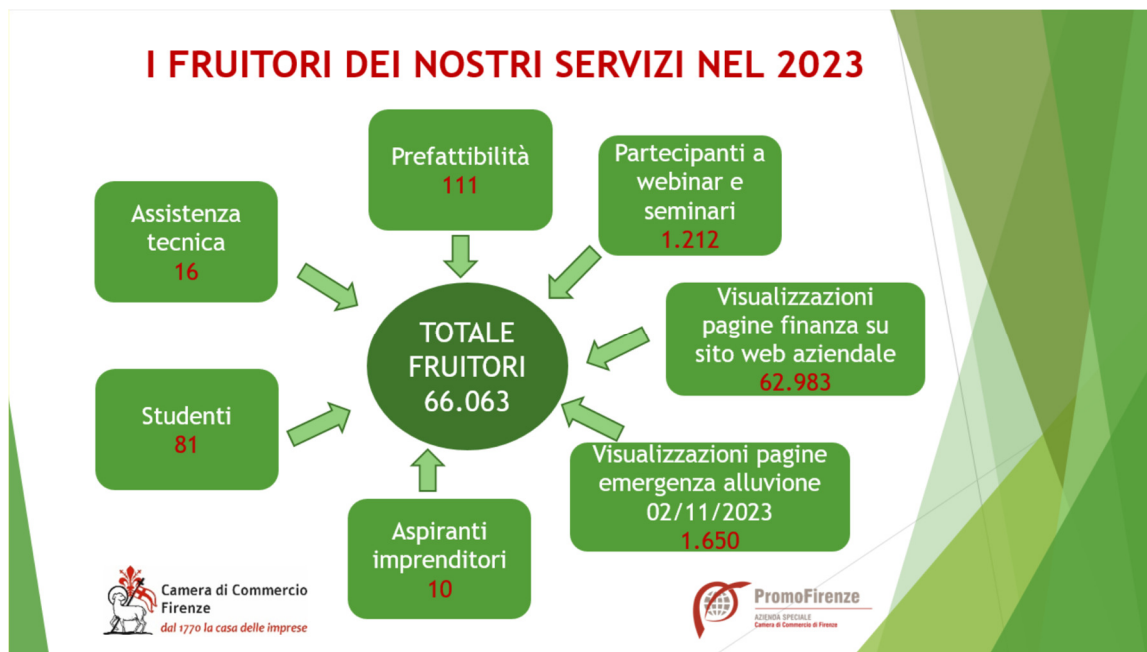 I FRUITORI DEI NOSTRI SERVIZI NEL 2023
Prefattibilità
111
Partecipanti a
webinar e
seminari
1.212
Assistenza
tecnica
16
Visualizzazioni
pagine finanza su
sito web aziendale
62.983
TOTALE
FRUITORI
66.063
Studenti
81
Visualizzazioni pagine
emergenza alluvione
02/11/2023
1.650
Aspiranti
imprenditori
10
Camera di Commercio
Firenze
dal 1770 la casa delle imprese
PromoFirenze
AZIENDA SPECIALE
Camera di Commercio di Firenze